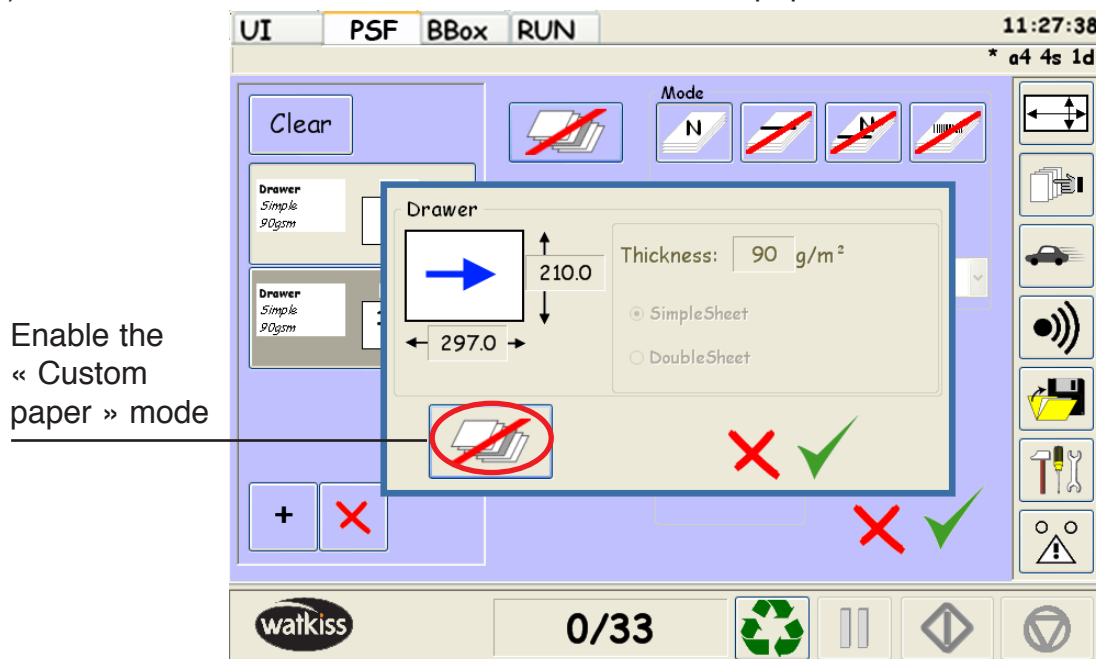 UI PSF BBox RUN 11:27:38
* a4 4s 1d
Clear
Mode
N
N
Drawer
Simple
90gsm
Drawer
Simple
90gsm
Drawer
210.0
297.0
Thickness: 90 g/m²
SimpleSheet
DoubleSheet
Enable the
« Custom
paper » mode
+
watkiss
0/33